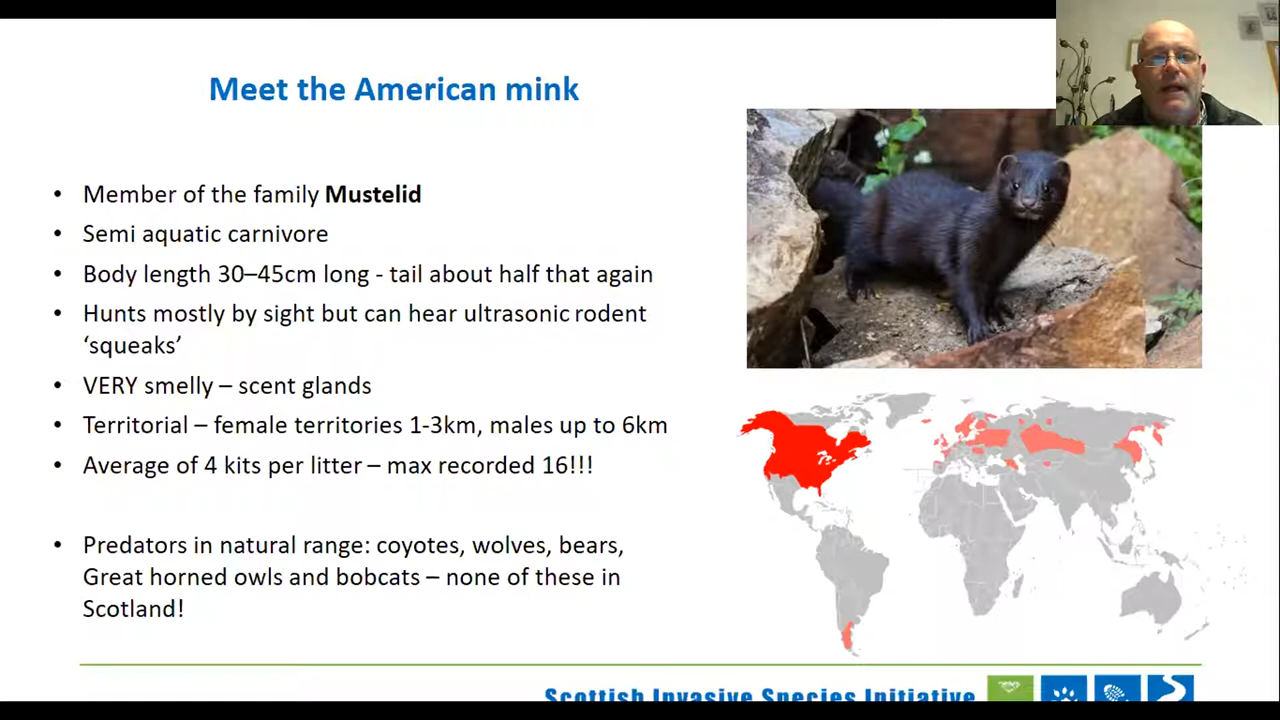 Meet the American mink
• Member of the family Mustelid
• Semi aquatic carnivore
• Body length 30–45cm long - tail about half that again
• Hunts mostly by sight but can hear ultrasonic rodent
‘squeaks’
• VERY smelly – scent glands
• Territorial – female territories 1-3km, males up to 6km
• Average of 4 kits per litter – max recorded 16!!!
• Predators in natural range: coyotes, wolves, bears,
Great horned owls and bobcats – none of these in
Scotland!
Scottish Invasive Species Initiative